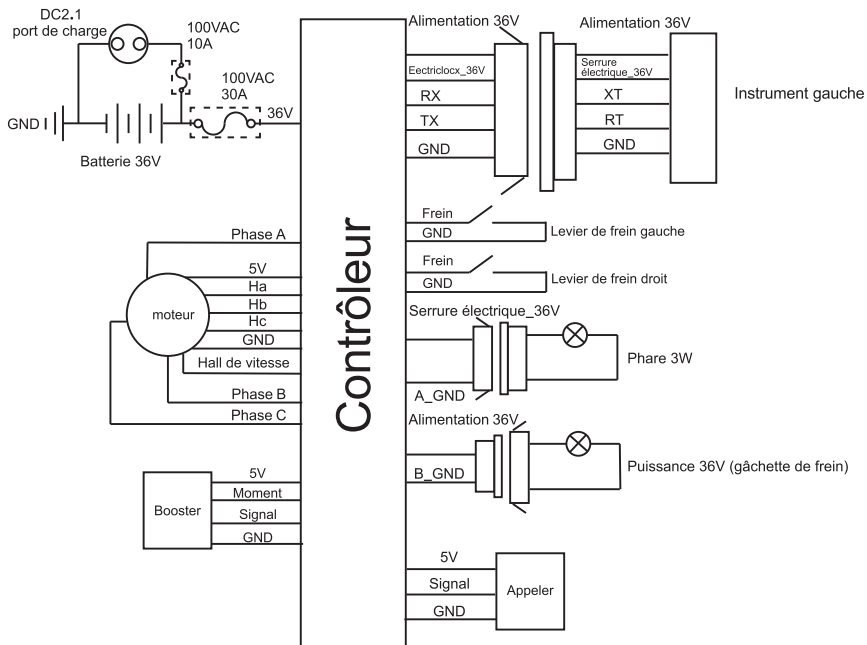 DC2.1
port de charge
100VAC
10A
100VAC
30A
36V
GND
Batterie 36V
Phase A
5V
Ha
Hb
Hc
GND
Hall de vitesse
Phase B
Phase C
moteur
5V
Moment
Signal
GND
Booster
Contrôleur
Alimentation 36V
Eectriclocx_36V
RX
TX
GND
Alimentation 36V
Serrure
électrique_36V
XT
RT
GND
Instrument gauche
Frein
GND
Levier de frein gauche
Frein
GND
Levier de frein droit
Serrure électrique_36V
A_GND
Phare 3W
Alimentation 36V
B_GND
Puissance 36V (gâchette de frein)
5V
Signal
GND
Appeler